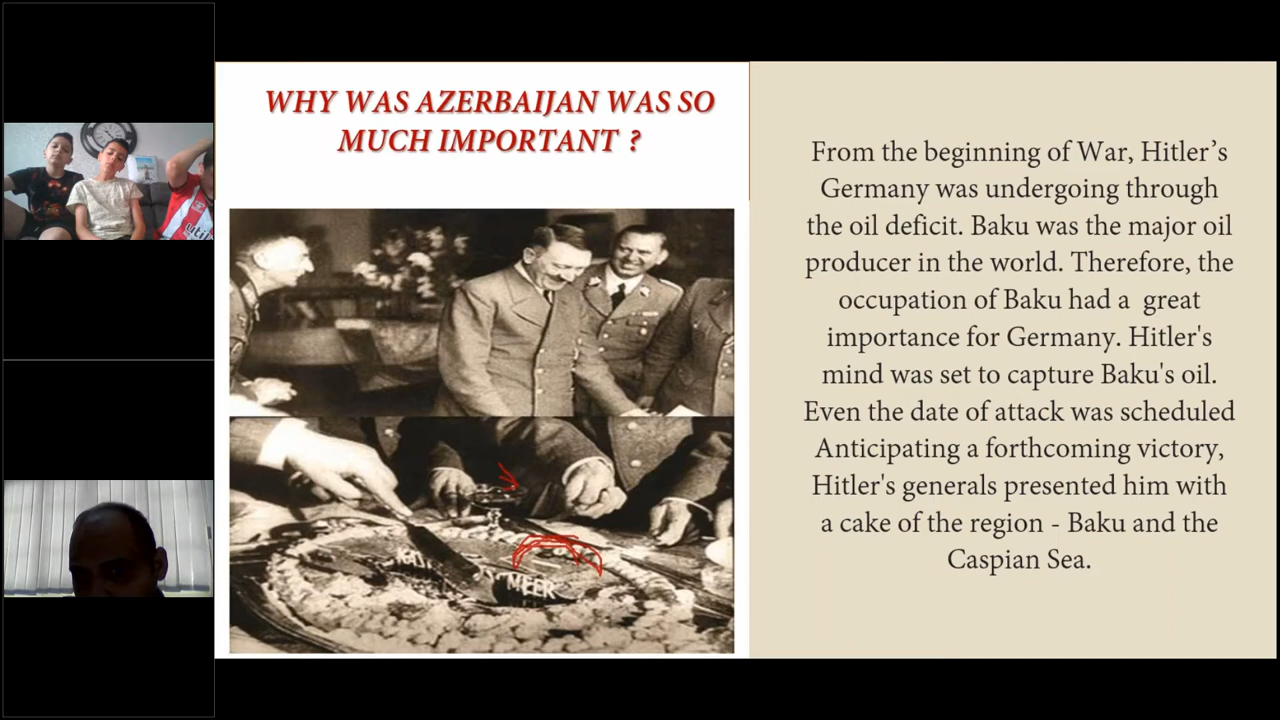 WHY WAS AZERBAIJAN WAS SO
MUCH IMPORTANT ?
From the beginning of War, Hitler’s
Germany was undergoing through
the oil deficit. Baku was the major oil
producer in the world. Therefore, the
occupation of Baku had a great
importance for Germany. Hitler's
mind was set to capture Baku's oil.
Even the date of attack was scheduled
Anticipating a forthcoming victory,
Hitler's generals presented him with
a cake of the region - Baku and the
Caspian Sea.
MEER